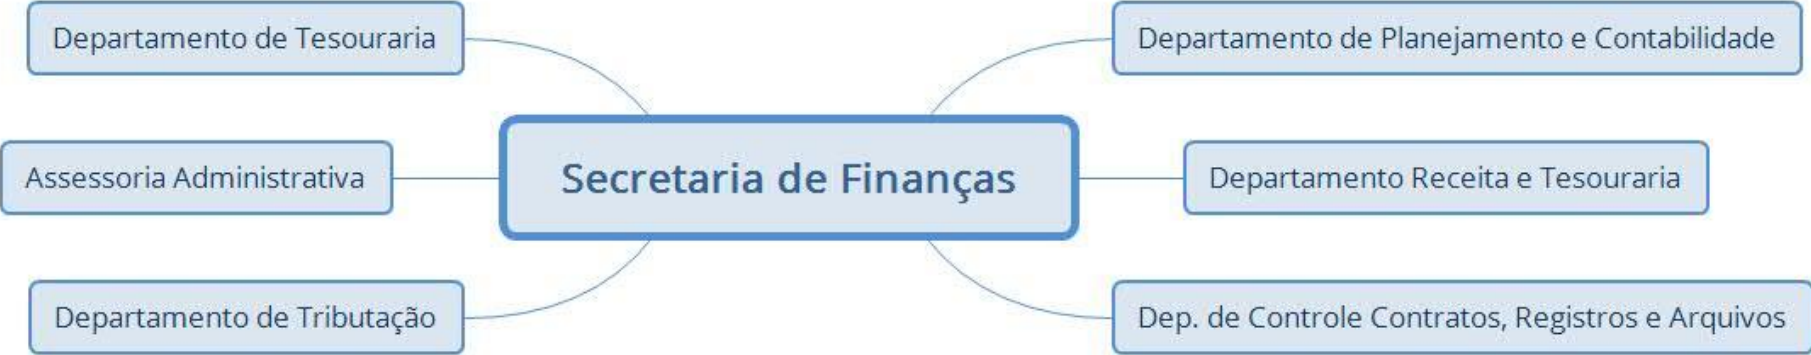 Departamento de Tesouraria
Departamento de Planejamento e Contabilidade
Assessoria Administrativa
Secretaria de Finanças
Departamento Receita e Tesouraria
Departamento de Tributação
Dep. de Controle Contratos, Registros e Arquivos